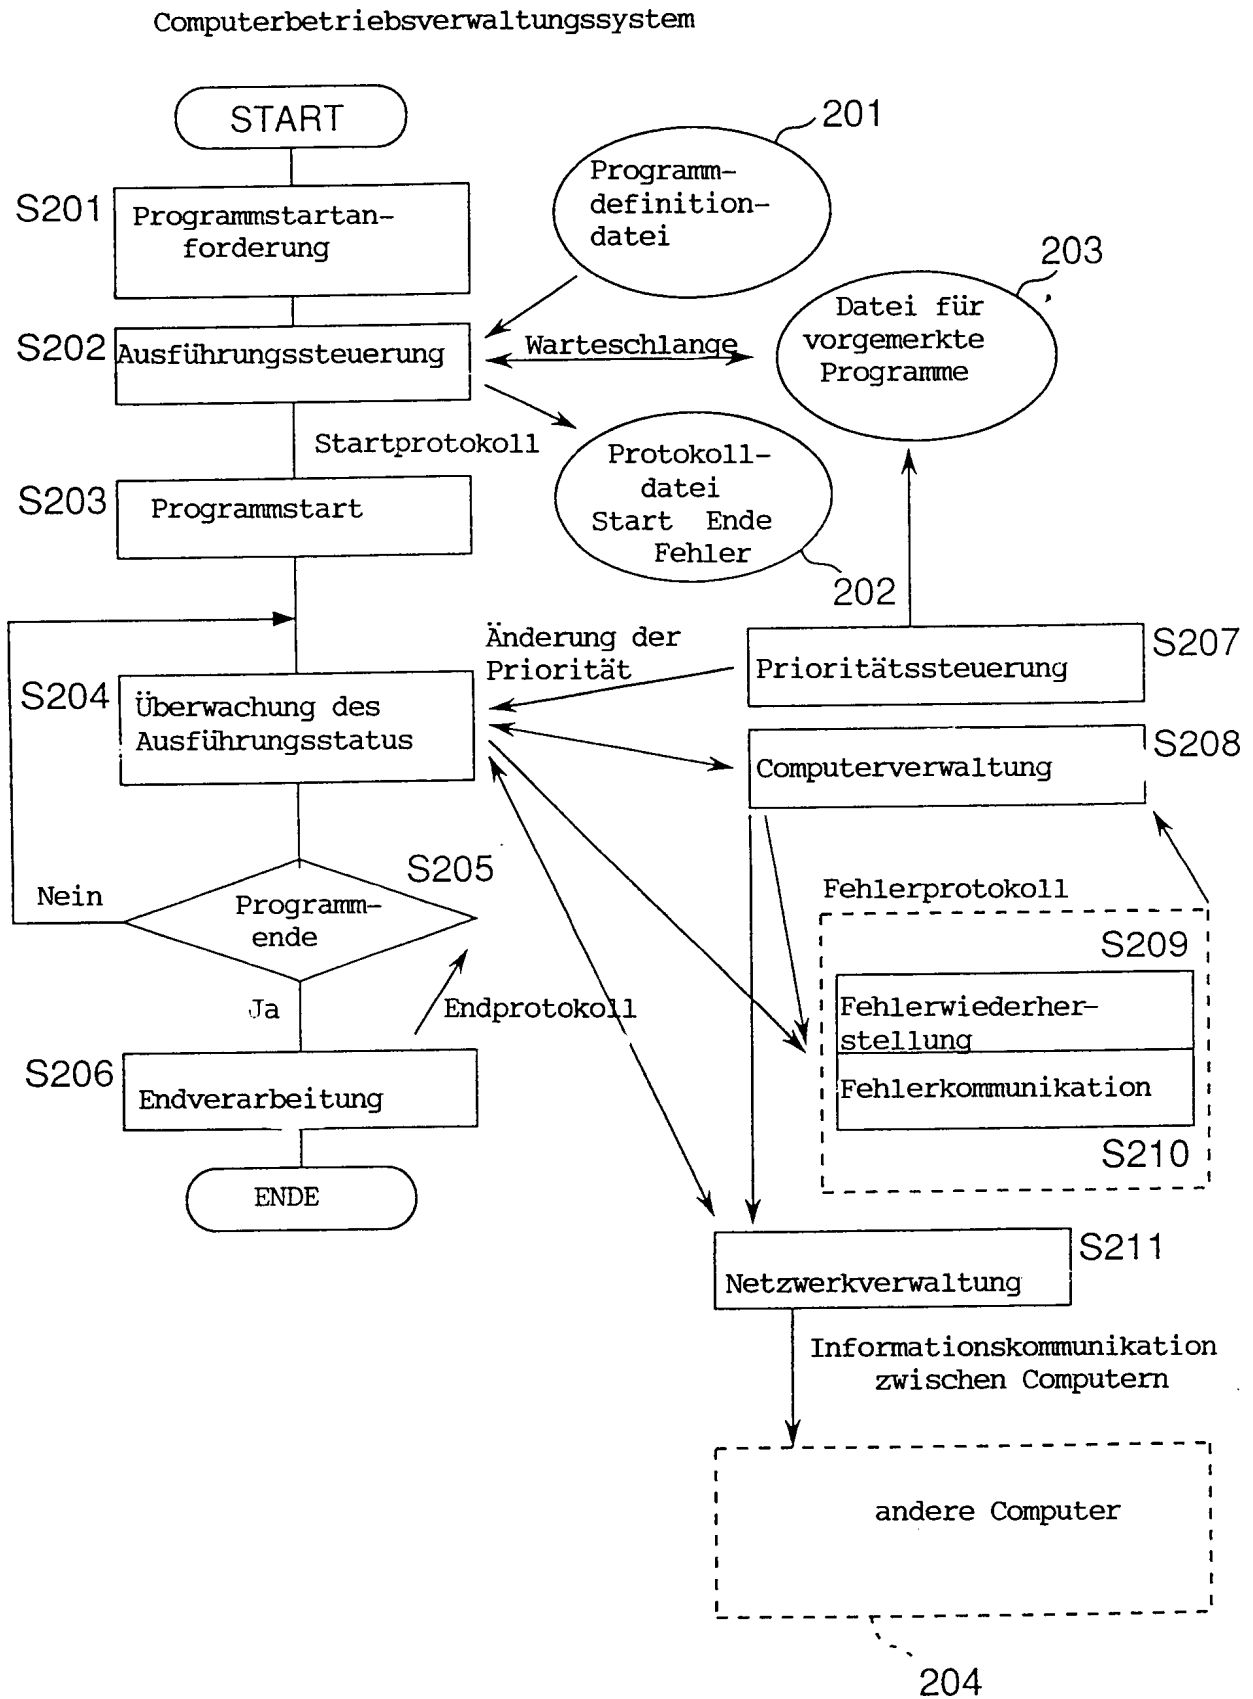 Computerbetriebsverwaltungssystem
START
201
Programm-
definition-
datei
S201
Programmstartan-
forderung
203
Datei für
vorgemerkte
Programme
S202
Ausführungssteuerung
Warteschlange
Startprotokoll
Protokoll-
datei
Start Ende
Fehler
202
S203
Programmstart
Änderung der
Priorität
S207
Prioritätssteuerung
S204
Überwachung des
Ausführungsstatus
S208
Computerverwaltung
S205
Programm-
ende
Nein
Ja
Endprotokoll
Fehlerprotokoll
S209
Fehlerwiederher-
stellung
Fehlerkommunikation
S210
S206
Endverarbeitung
ENDE
S211
Netzwerkverwaltung
Informationskommunikation
zwischen Computern
andere Computer
204